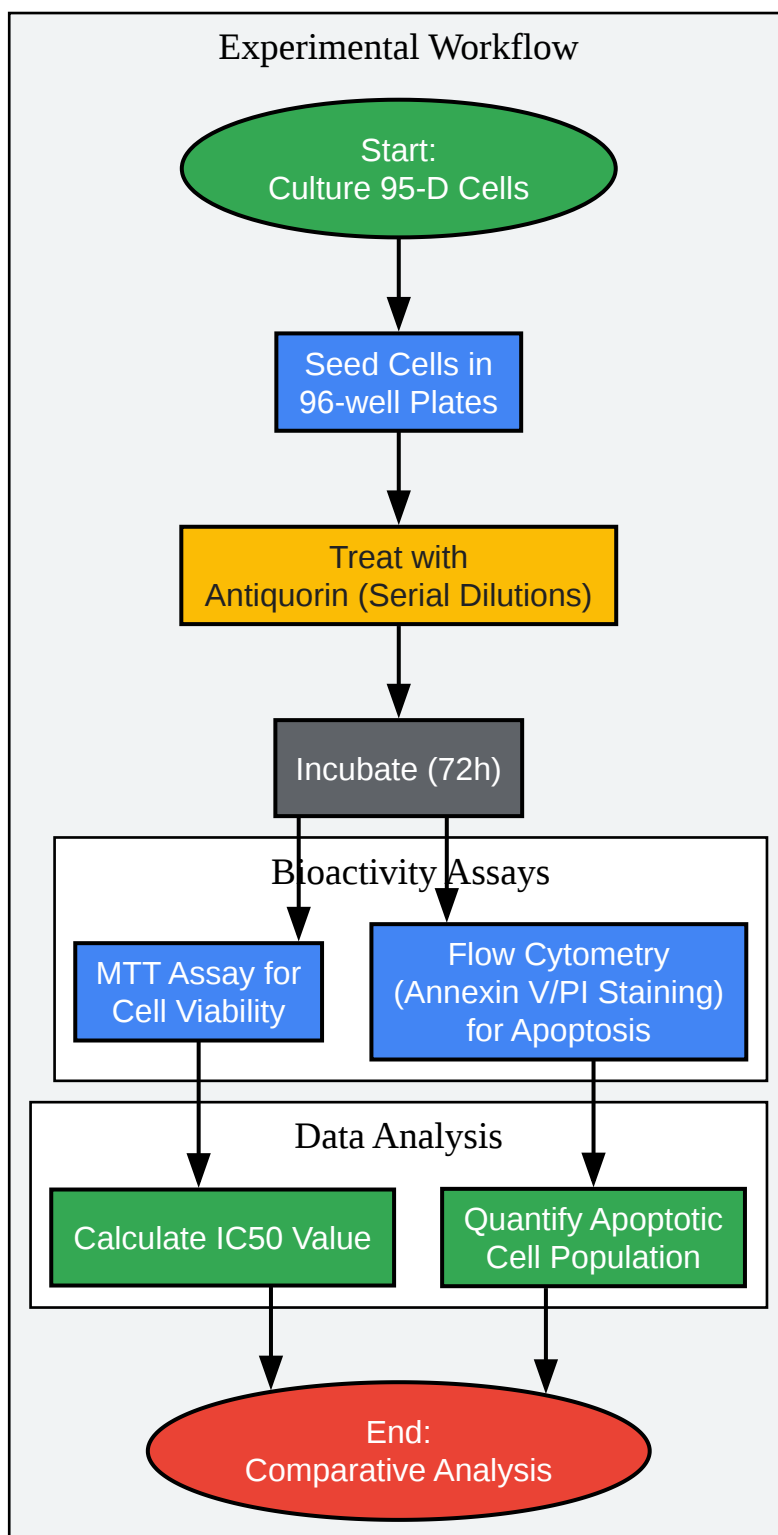 Experimental Workflow
Start:
Culture 95-D Cells
Seed Cells in
96-well Plates
Treat with
Antiquorin (Serial Dilutions)
Incubate (72h)
Bioactivity Assays
MTT Assay for
Cell Viability
Flow Cytometry
(Annexin V/PI Staining)
for Apoptosis
Data Analysis
Calculate IC50 Value
Quantify Apoptotic
Cell Population
End:
Comparative Analysis